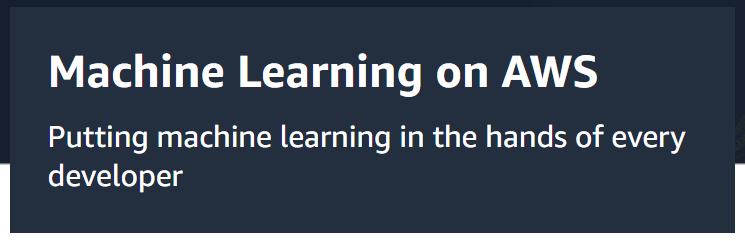 Machine Learning on AWS
Putting machine learning in the hands of every
developer